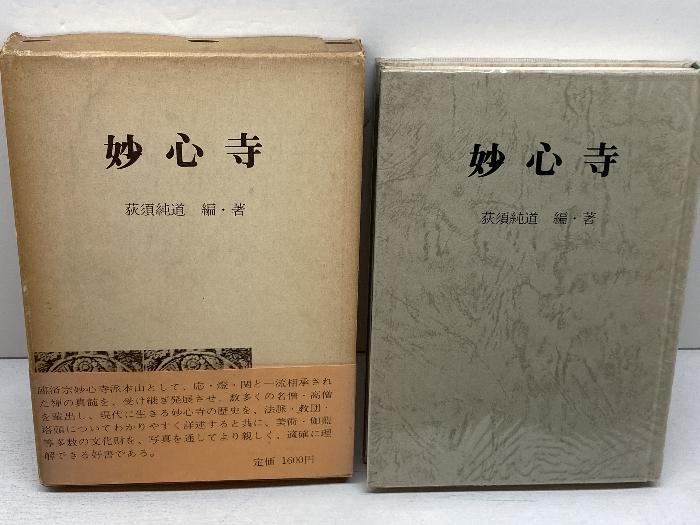 妙心寺
荻須純道 編・著
臨済宗妙心寺派本山として、応・燈・関と一流相承され
た禅の真髄を、受け継ぎ発展させ、数多くの名僧・高僧
を輩出し、現代に生きる妙心寺の歴史を、法脈・教団・
塔頭についてわかりやすく詳述すると共に、美術・伽藍
等多数の文化財を、写真を通してより親しく、適確に理
解できる好書である。
定価 1600円
妙心寺
荻須純道 編・著